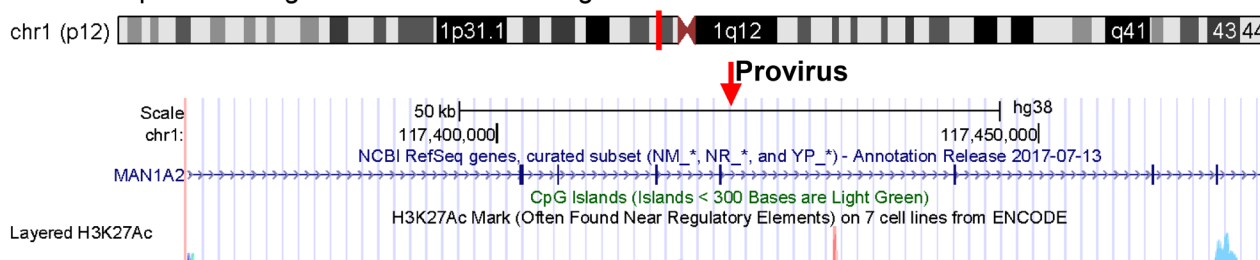 chr1 (p12) 1p31.1 1q12 q41 43 44
Provirus
Scale 50 kb hg38
chr1: 117,400,000 117,450,000
NCBI RefSeq genes, curated subset (NM_*, NR_*, and YP_*) - Annotation Release 2017-07-13
MAN1A2
CpG Islands (Islands < 300 Bases are Light Green)
H3K27Ac Mark (Often Found Near Regulatory Elements) on 7 cell lines from ENCODE
Layered H3K27Ac